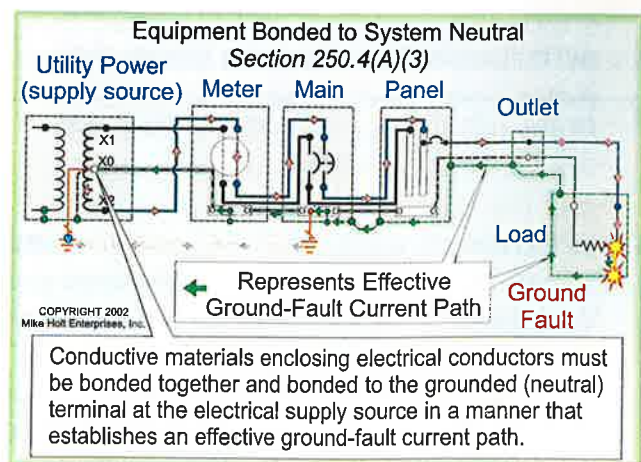 Equipment Bonded to System Neutral
Section 250.4(A)(3)
Utility Power
(supply source)
Meter
Main
Panel
Outlet
X1
X0
X2
Load
Represents Effective
Ground-Fault Current Path
Ground
Fault
COPYRIGHT 2002
Mike Holt Enterprises, Inc.
Conductive materials enclosing electrical conductors must
be bonded together and bonded to the grounded (neutral)
terminal at the electrical supply source in a manner that
establishes an effective ground-fault current path.